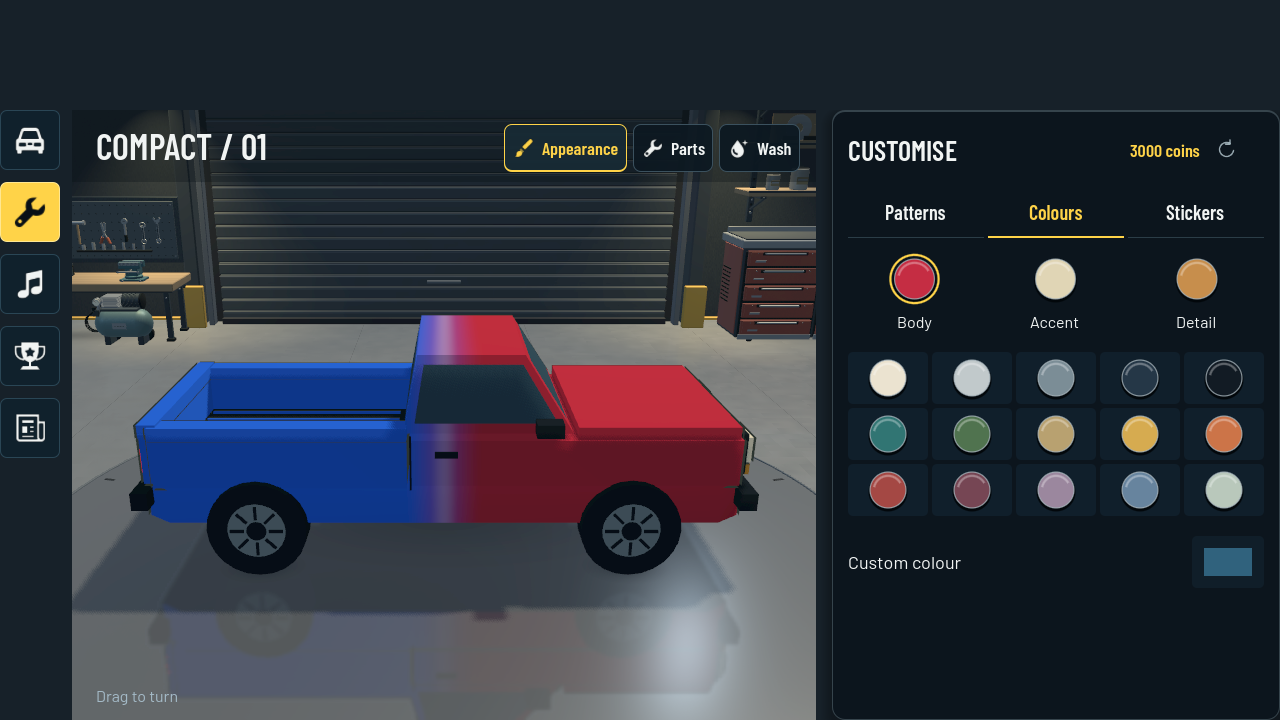 COMPACT / 01
Appearance
Parts
Wash
CUSTOMISE
3000 coins
Patterns
Colours
Stickers
Body
Accent
Detail
Custom colour
Drag to turn